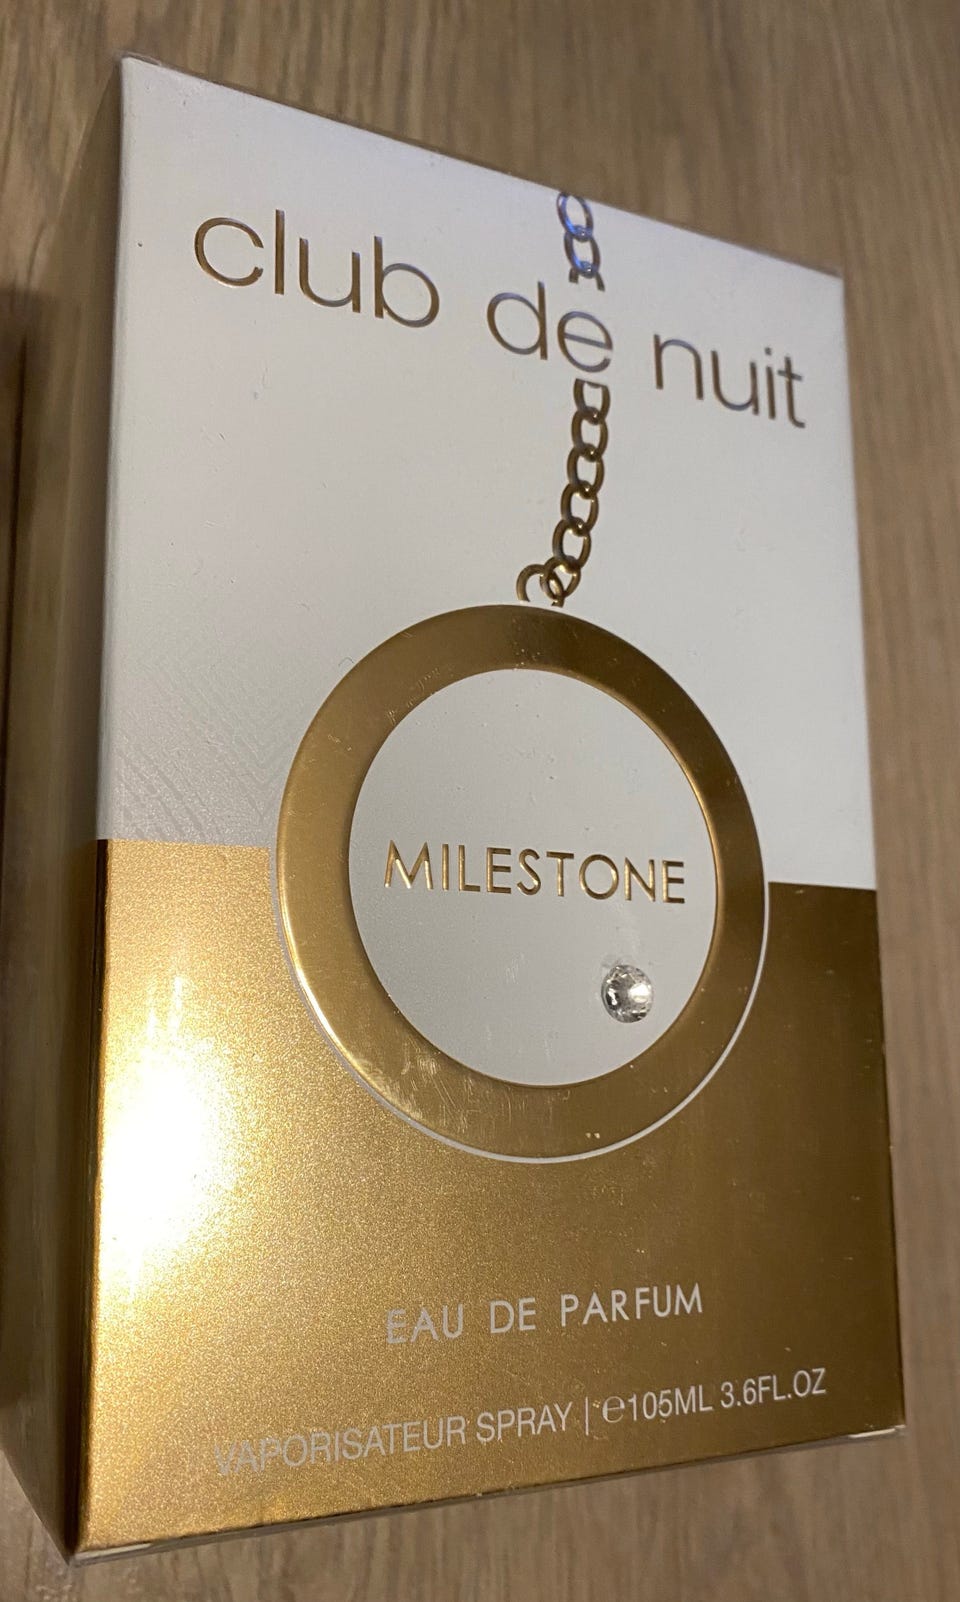 club de nuit
MILESTONE
EAU DE PARFUM
VAPORISATEUR SPRAY | ℮105ML 3.6FL.OZ